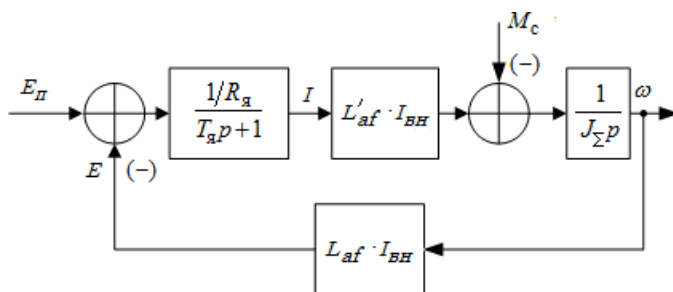 M_c
(−)
E_П
1/R_я
T_я p + 1
I
L'_af · I_вн
1
J_Σ p
ω
E
(−)
L_af · I_вн